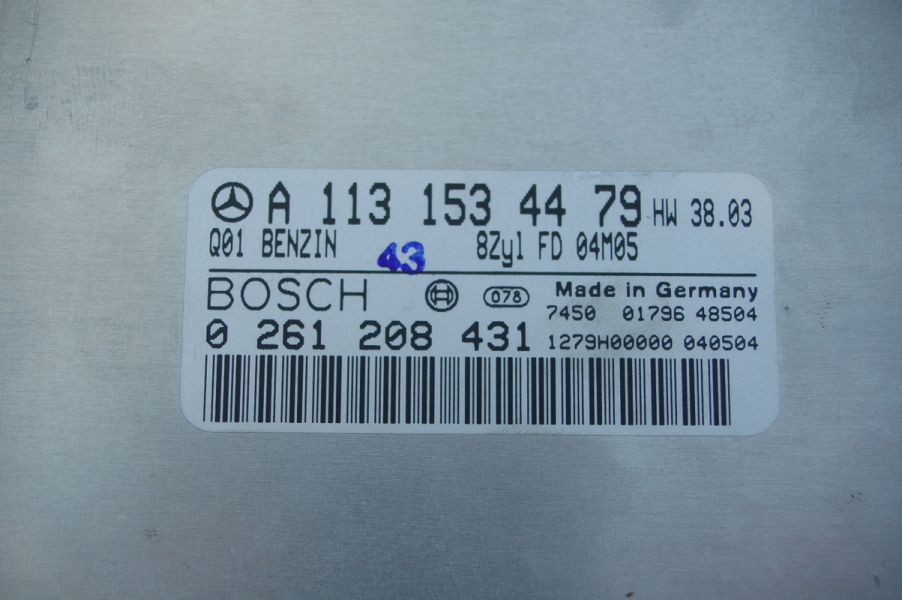 A 113 153 44 79 HW 38.03
Q01 BENZIN 43 8Zyl FD 04M05
BOSCH 078 Made in Germany
7450 01796 48504
0 261 208 431 1279H00000 040504